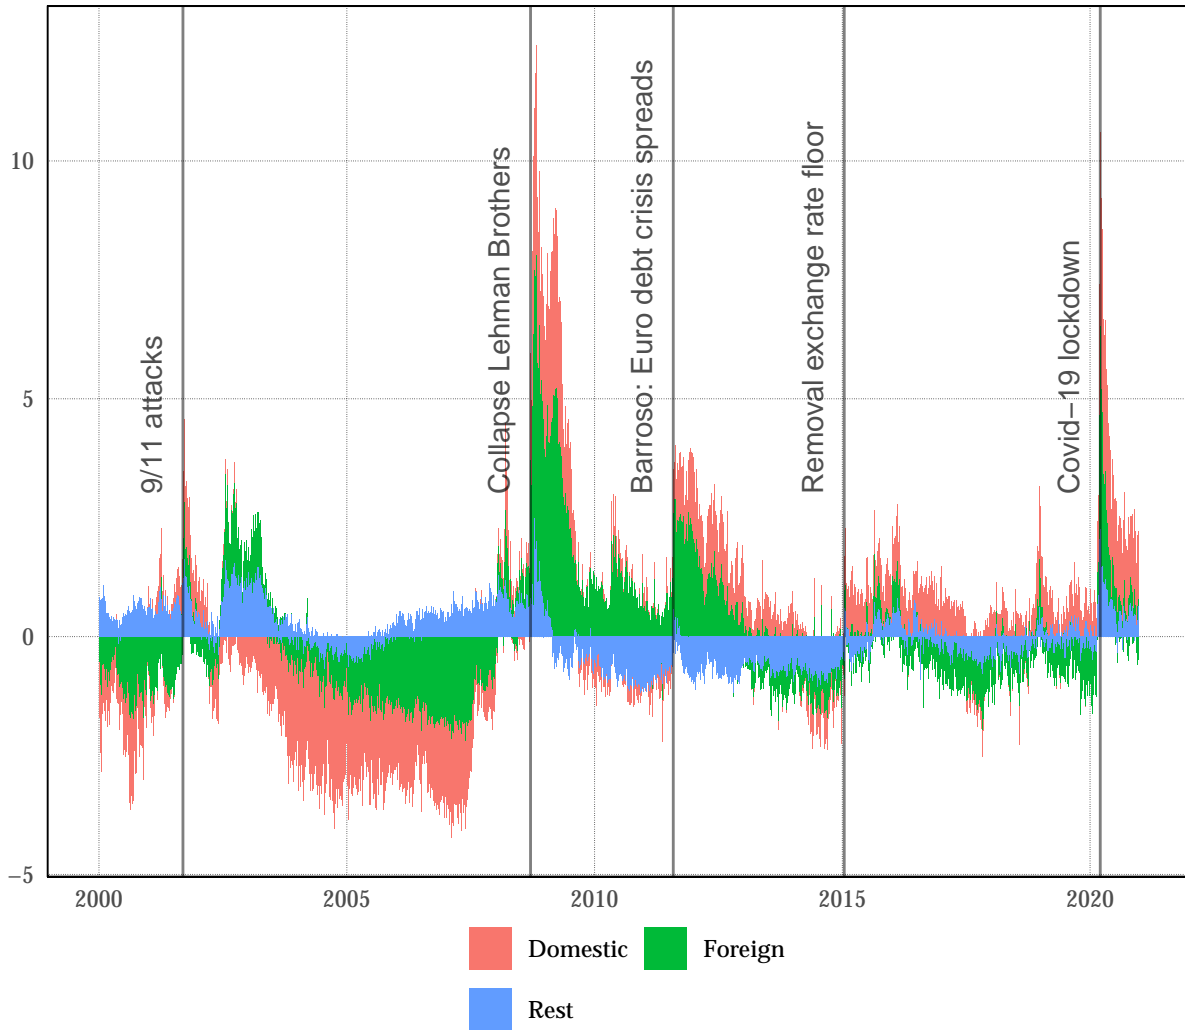 10
5
0
−5
9/11 attacks
Collapse Lehman Brothers
Barroso: Euro debt crisis spreads
Removal exchange rate floor
Covid−19 lockdown
2000
2005
2010
2015
2020
Domestic
Foreign
Rest